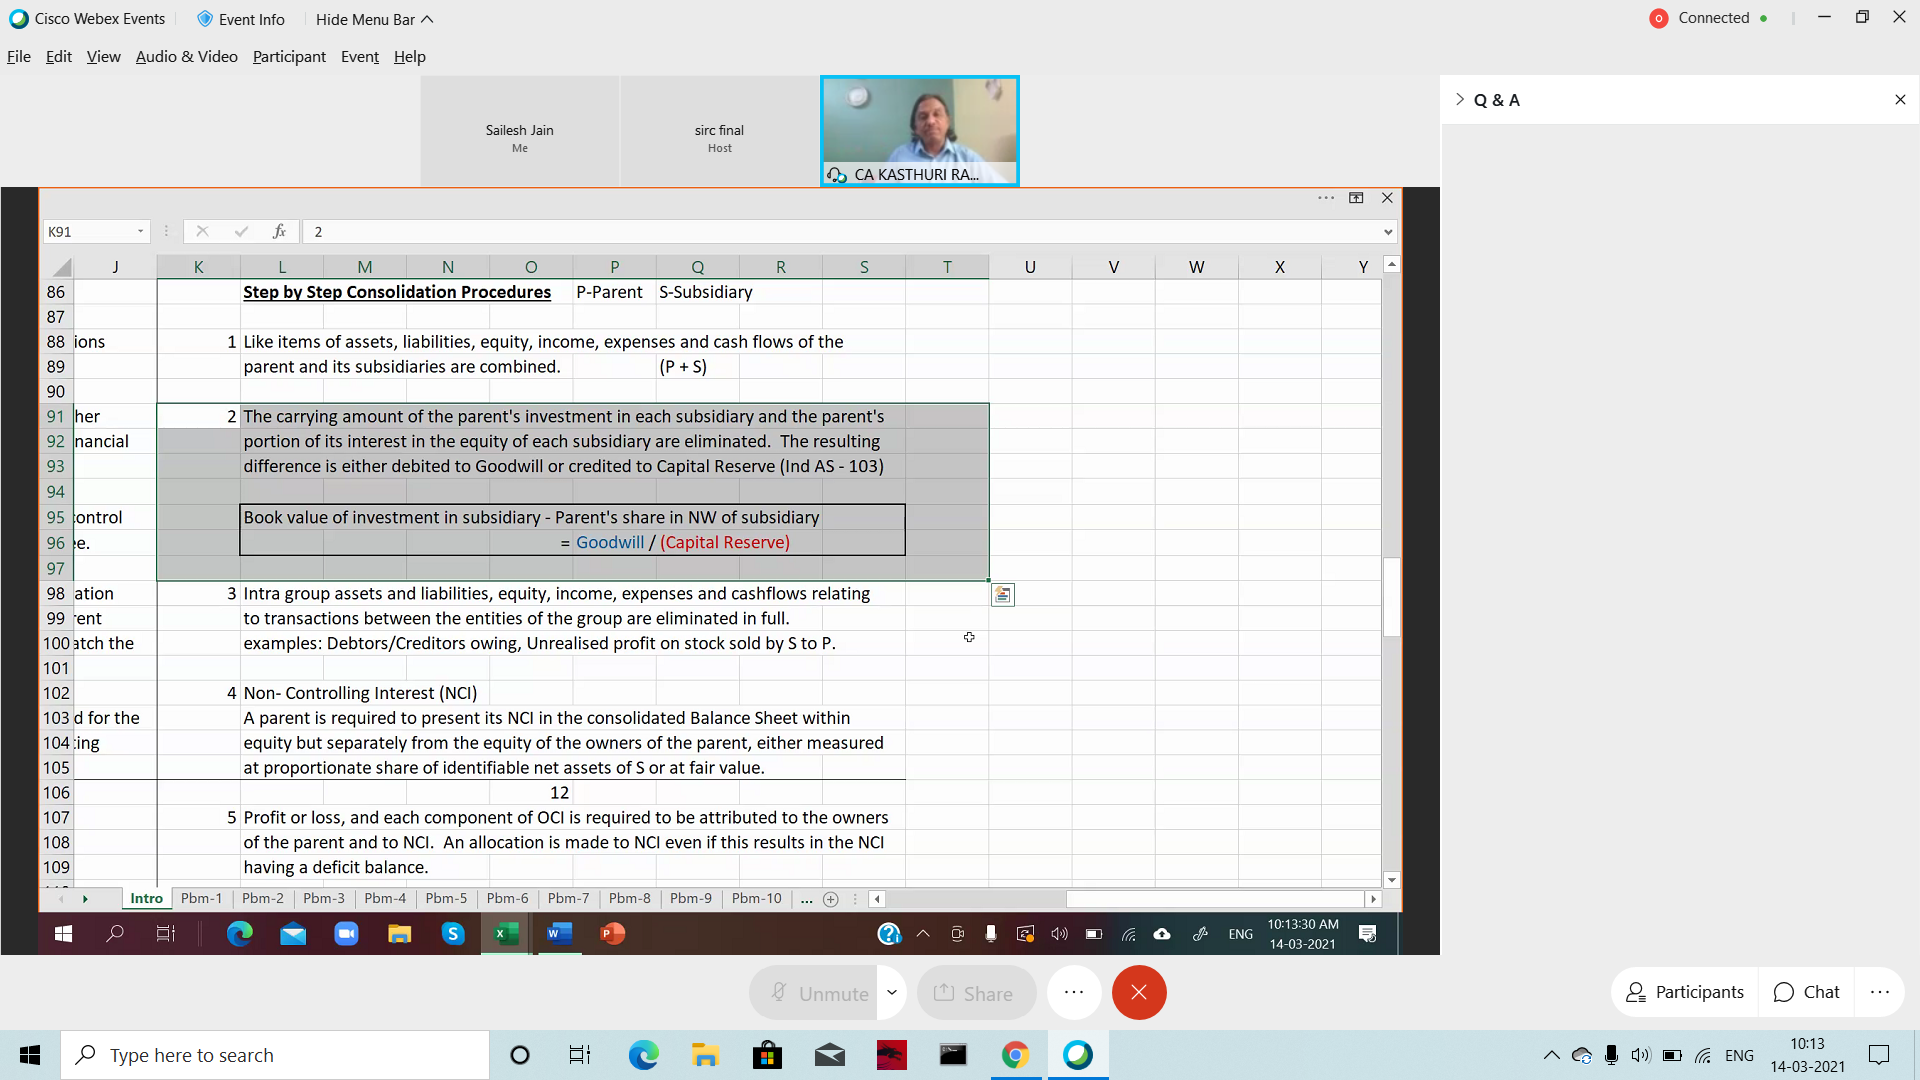 Cisco Webex Events
Event Info
Hide Menu Bar
Connected
File Edit View Audio & Video Participant Event Help
Sailesh Jain
Me
sirc final
Host
CA KASTHURI RA...
Q & A
K91
fx
2
J K L M N O P Q R S T U V W X Y
86 Step by Step Consolidation Procedures P-Parent S-Subsidiary
87
88 ions 1 Like items of assets, liabilities, equity, income, expenses and cash flows of the
89 parent and its subsidiaries are combined. (P + S)
90
91 her 2 The carrying amount of the parent's investment in each subsidiary and the parent's
92 nancial portion of its interest in the equity of each subsidiary are eliminated. The resulting
93 difference is either debited to Goodwill or credited to Capital Reserve (Ind AS - 103)
94
95 control Book value of investment in subsidiary - Parent's share in NW of subsidiary
96 e. = Goodwill / (Capital Reserve)
97
98 ation 3 Intra group assets and liabilities, equity, income, expenses and cashflows relating
99 rent to transactions between the entities of the group are eliminated in full.
100 atch the examples: Debtors/Creditors owing, Unrealised profit on stock sold by S to P.
101
102 4 Non- Controlling Interest (NCI)
103 d for the A parent is required to present its NCI in the consolidated Balance Sheet within
104 ting equity but separately from the equity of the owners of the parent, either measured
105 at proportionate share of identifiable net assets of S or at fair value.
106 12
107 5 Profit or loss, and each component of OCI is required to be attributed to the owners
108 of the parent and to NCI. An allocation is made to NCI even if this results in the NCI
109 having a deficit balance.
Intro Pbm-1 Pbm-2 Pbm-3 Pbm-4 Pbm-5 Pbm-6 Pbm-7 Pbm-8 Pbm-9 Pbm-10 ...
ENG
10:13:30 AM
14-03-2021
Unmute
Share
Participants
Chat
Type here to search
ENG
10:13
14-03-2021